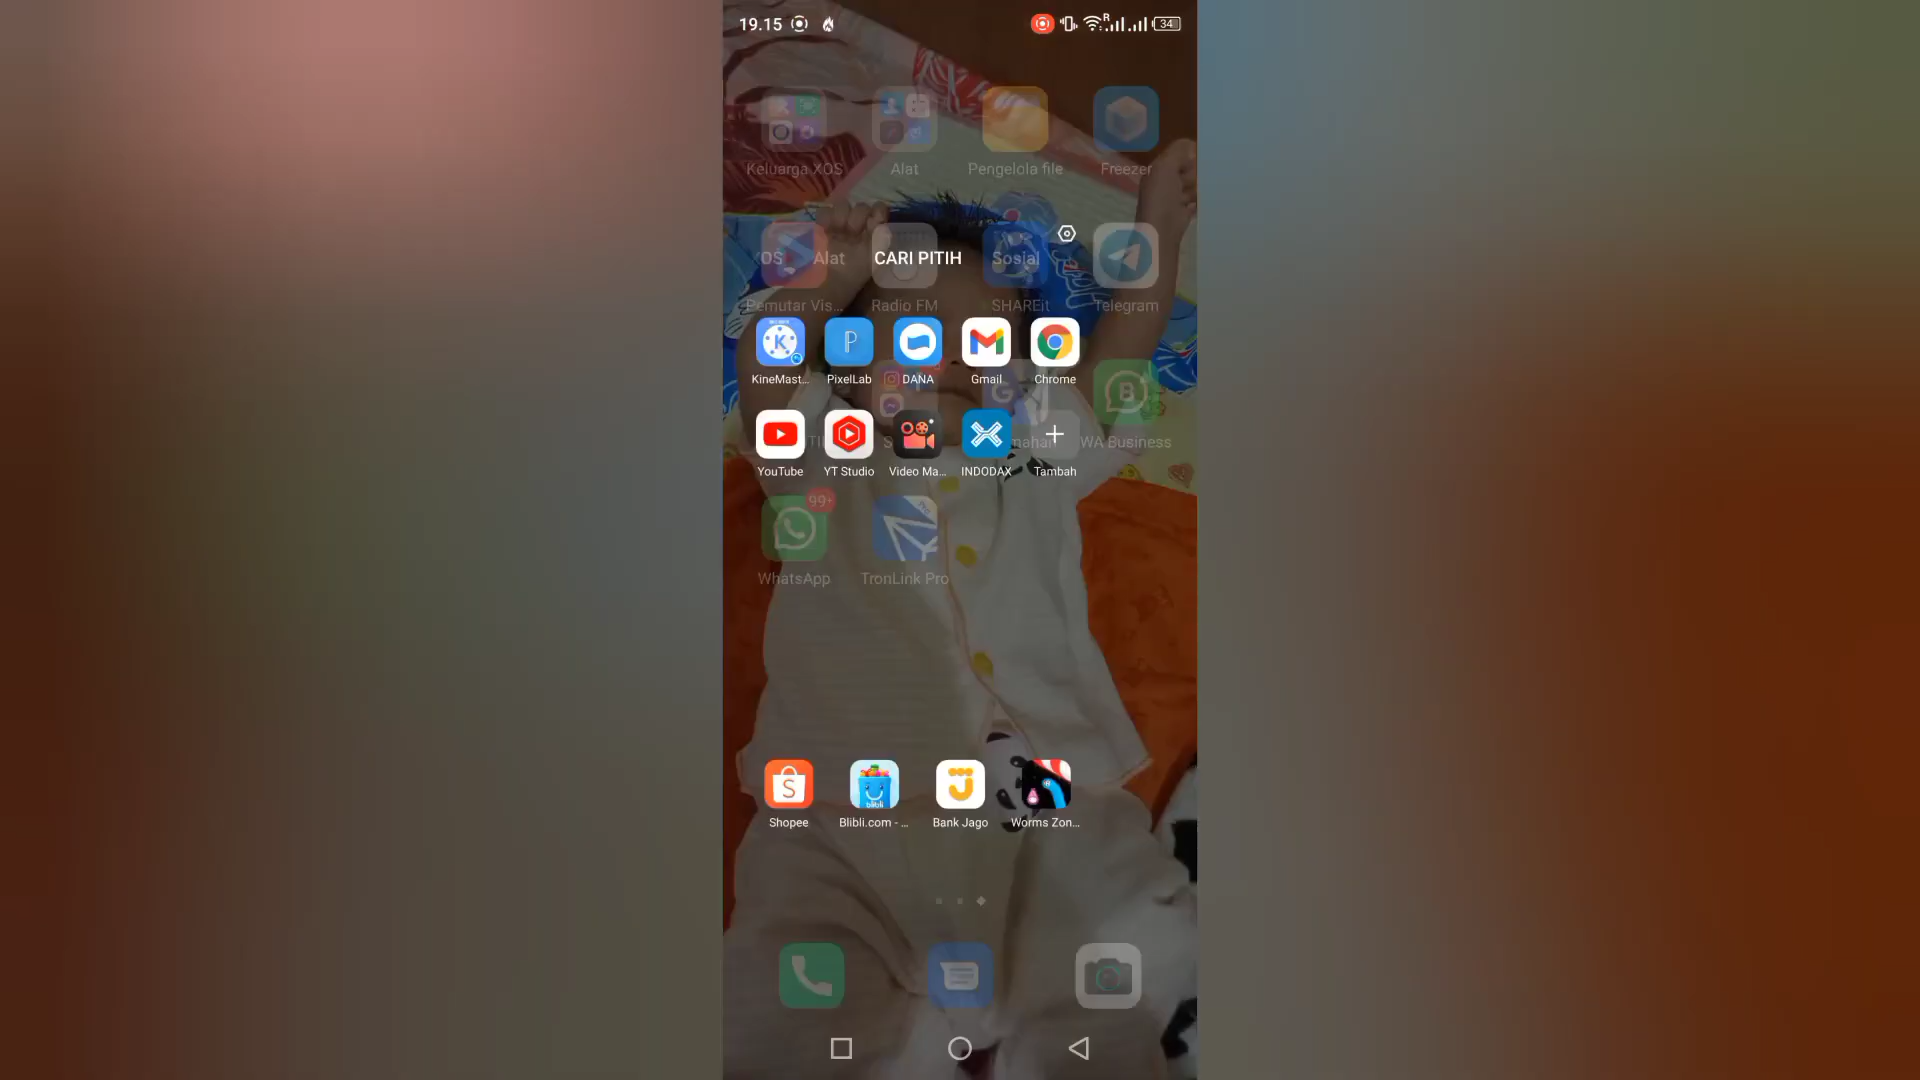 19.15
R
34
Keluarga XOS Alat Pengelola file Freezer
XOS Alat CARI PITIH Sosial
Pemutar Vis... Radio FM SHAREit Telegram
KineMast... PixelLab DANA Gmail Chrome
WA Business
YouTube YT Studio Video Ma... INDODAX Tambah
99+
WhatsApp TronLink Pro
Shopee Blibli.com - ... Bank Jago Worms Zon...